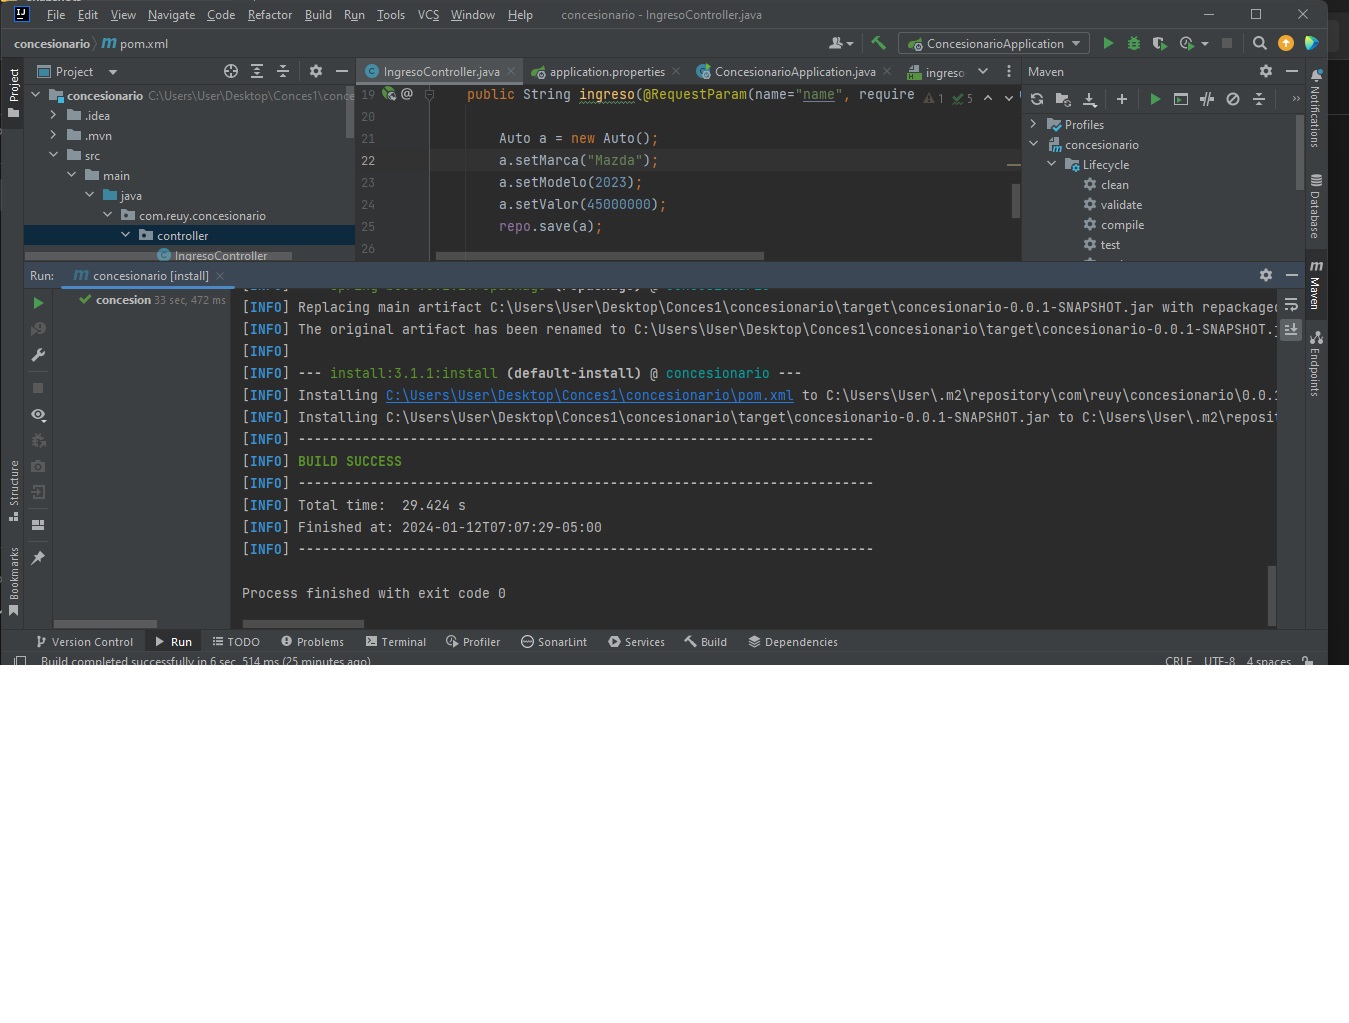 File Edit View Navigate Code Refactor Build Run Tools VCS Window Help concesionario - IngresoController.java
concesionario m pom.xml ConcesionarioApplication
Project IngresoController.java application.properties ConcesionarioApplication.java ingreso Maven
concesionario C:\Users\User\Desktop\Conces1\conce
.idea
.mvn
src
main
java
com.reuy.concesionario
controller
IngresoController
19 public String ingreso(@RequestParam(name="name", require 1 5
20
21 Auto a = new Auto();
22 a.setMarca("Mazda");
23 a.setModelo(2023);
24 a.setValor(45000000);
25 repo.save(a);
26
Profiles
concesionario
Lifecycle
clean
validate
compile
test
Project
Structure
Bookmarks
Notifications
Database
Maven
Endpoints
Run: concesionario [install]
concesion 33 sec, 472 ms
[INFO] Replacing main artifact C:\Users\User\Desktop\Conces1\concesionario\target\concesionario-0.0.1-SNAPSHOT.jar with repackage
[INFO] The original artifact has been renamed to C:\Users\User\Desktop\Conces1\concesionario\target\concesionario-0.0.1-SNAPSHOT.j
[INFO]
[INFO] --- install:3.1.1:install (default-install) @ concesionario ---
[INFO] Installing C:\Users\User\Desktop\Conces1\concesionario\pom.xml to C:\Users\User\.m2\repository\com\reuy\concesionario\0.0.1
[INFO] Installing C:\Users\User\Desktop\Conces1\concesionario\target\concesionario-0.0.1-SNAPSHOT.jar to C:\Users\User\.m2\reposit
[INFO] ------------------------------------------------------------------------
[INFO] BUILD SUCCESS
[INFO] ------------------------------------------------------------------------
[INFO] Total time:  29.424 s
[INFO] Finished at: 2024-01-12T07:07:29-05:00
[INFO] ------------------------------------------------------------------------
Process finished with exit code 0
Version Control Run TODO Problems Terminal Profiler SonarLint Services Build Dependencies
Build completed successfully in 6 sec, 514 ms (25 minutes ago) CRLF UTF-8 4 spaces